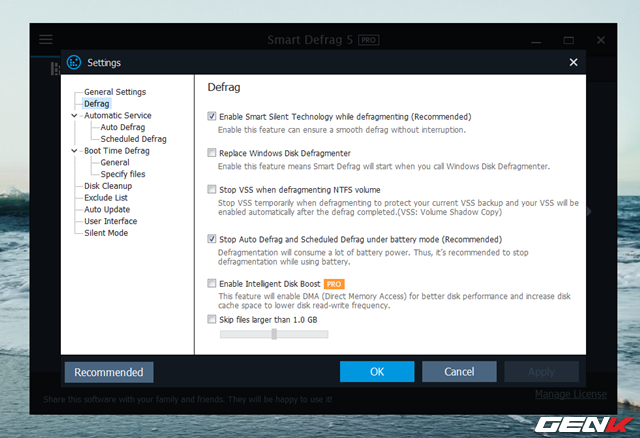 Smart Defrag 5 PRO
Settings
General Settings
Defrag
Automatic Service
Auto Defrag
Scheduled Defrag
Boot Time Defrag
General
Specify files
Disk Cleanup
Exclude List
Auto Update
User Interface
Silent Mode
Defrag
Enable Smart Silent Technology while defragmenting (Recommended)
Enable this feature can ensure a smooth defrag without interruption.
Replace Windows Disk Defragmenter
Enable this feature means Smart Defrag will start when you call Windows Disk Defragmenter.
Stop VSS when defragmenting NTFS volume
Stop VSS temporarily when defragmenting to protect your current VSS backup and your VSS will be
enabled automatically after the defrag completed.(VSS: Volume Shadow Copy)
Stop Auto Defrag and Scheduled Defrag under battery mode (Recommended)
Defragmentation will consume a lot of battery power. Thus, it's recommended to stop
defragmentation while using battery.
Enable Intelligent Disk Boost PRO
This feature will enable DMA (Direct Memory Access) for better disk performance and increase disk
cache space to lower disk read-write frequency.
Skip files larger than 1.0 GB
Recommended
OK
Cancel
Apply
Share this software with your family and friends. They will be happy to use it!
Manage License
GENK